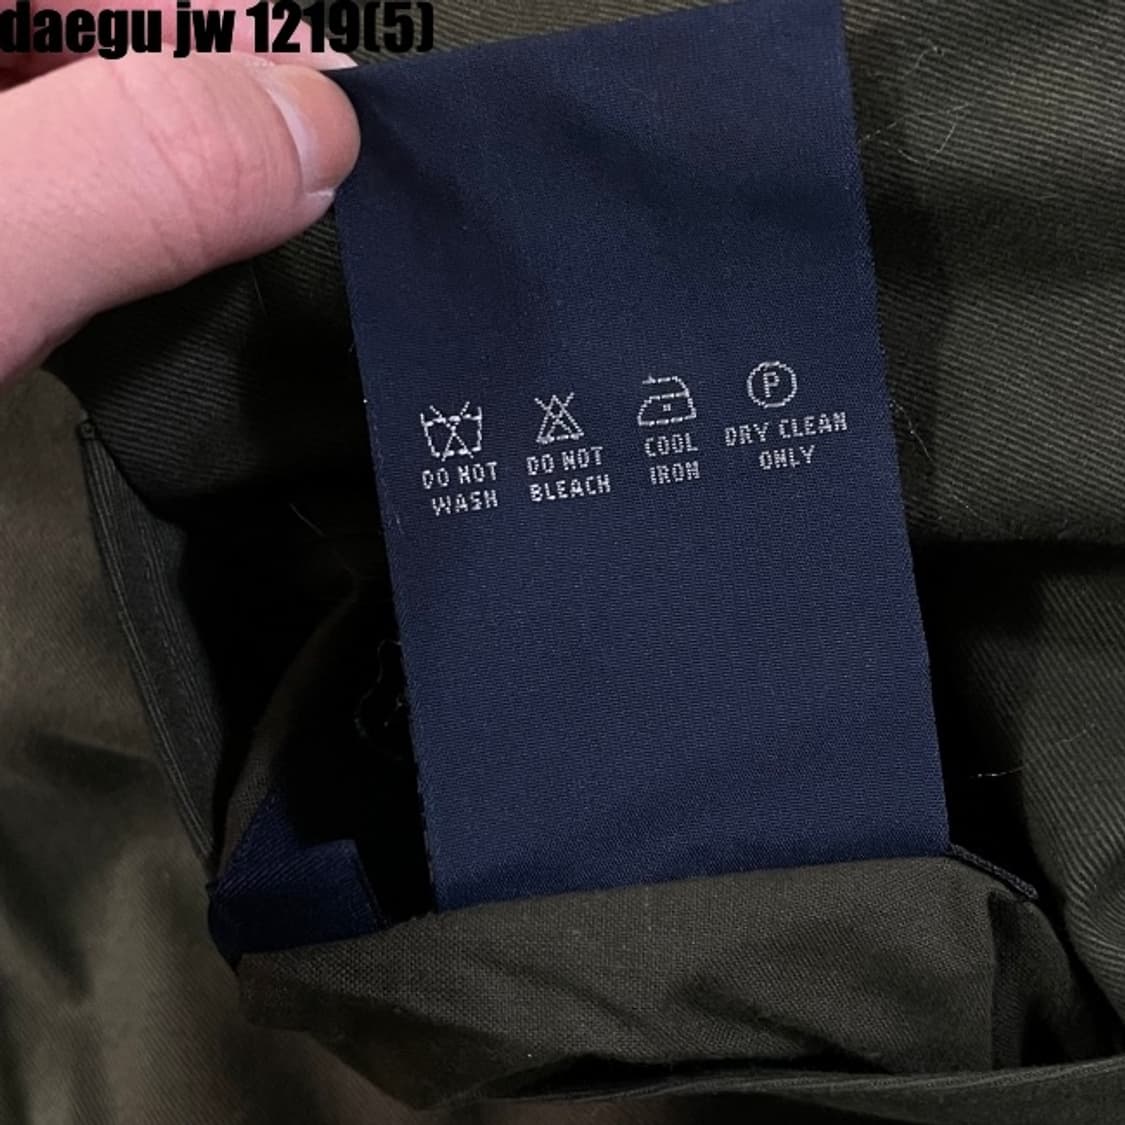 daegu jw 1219(5)
P
DO NOT
WASH
DO NOT
BLEACH
COOL
IRON
DRY CLEAN
ONLY